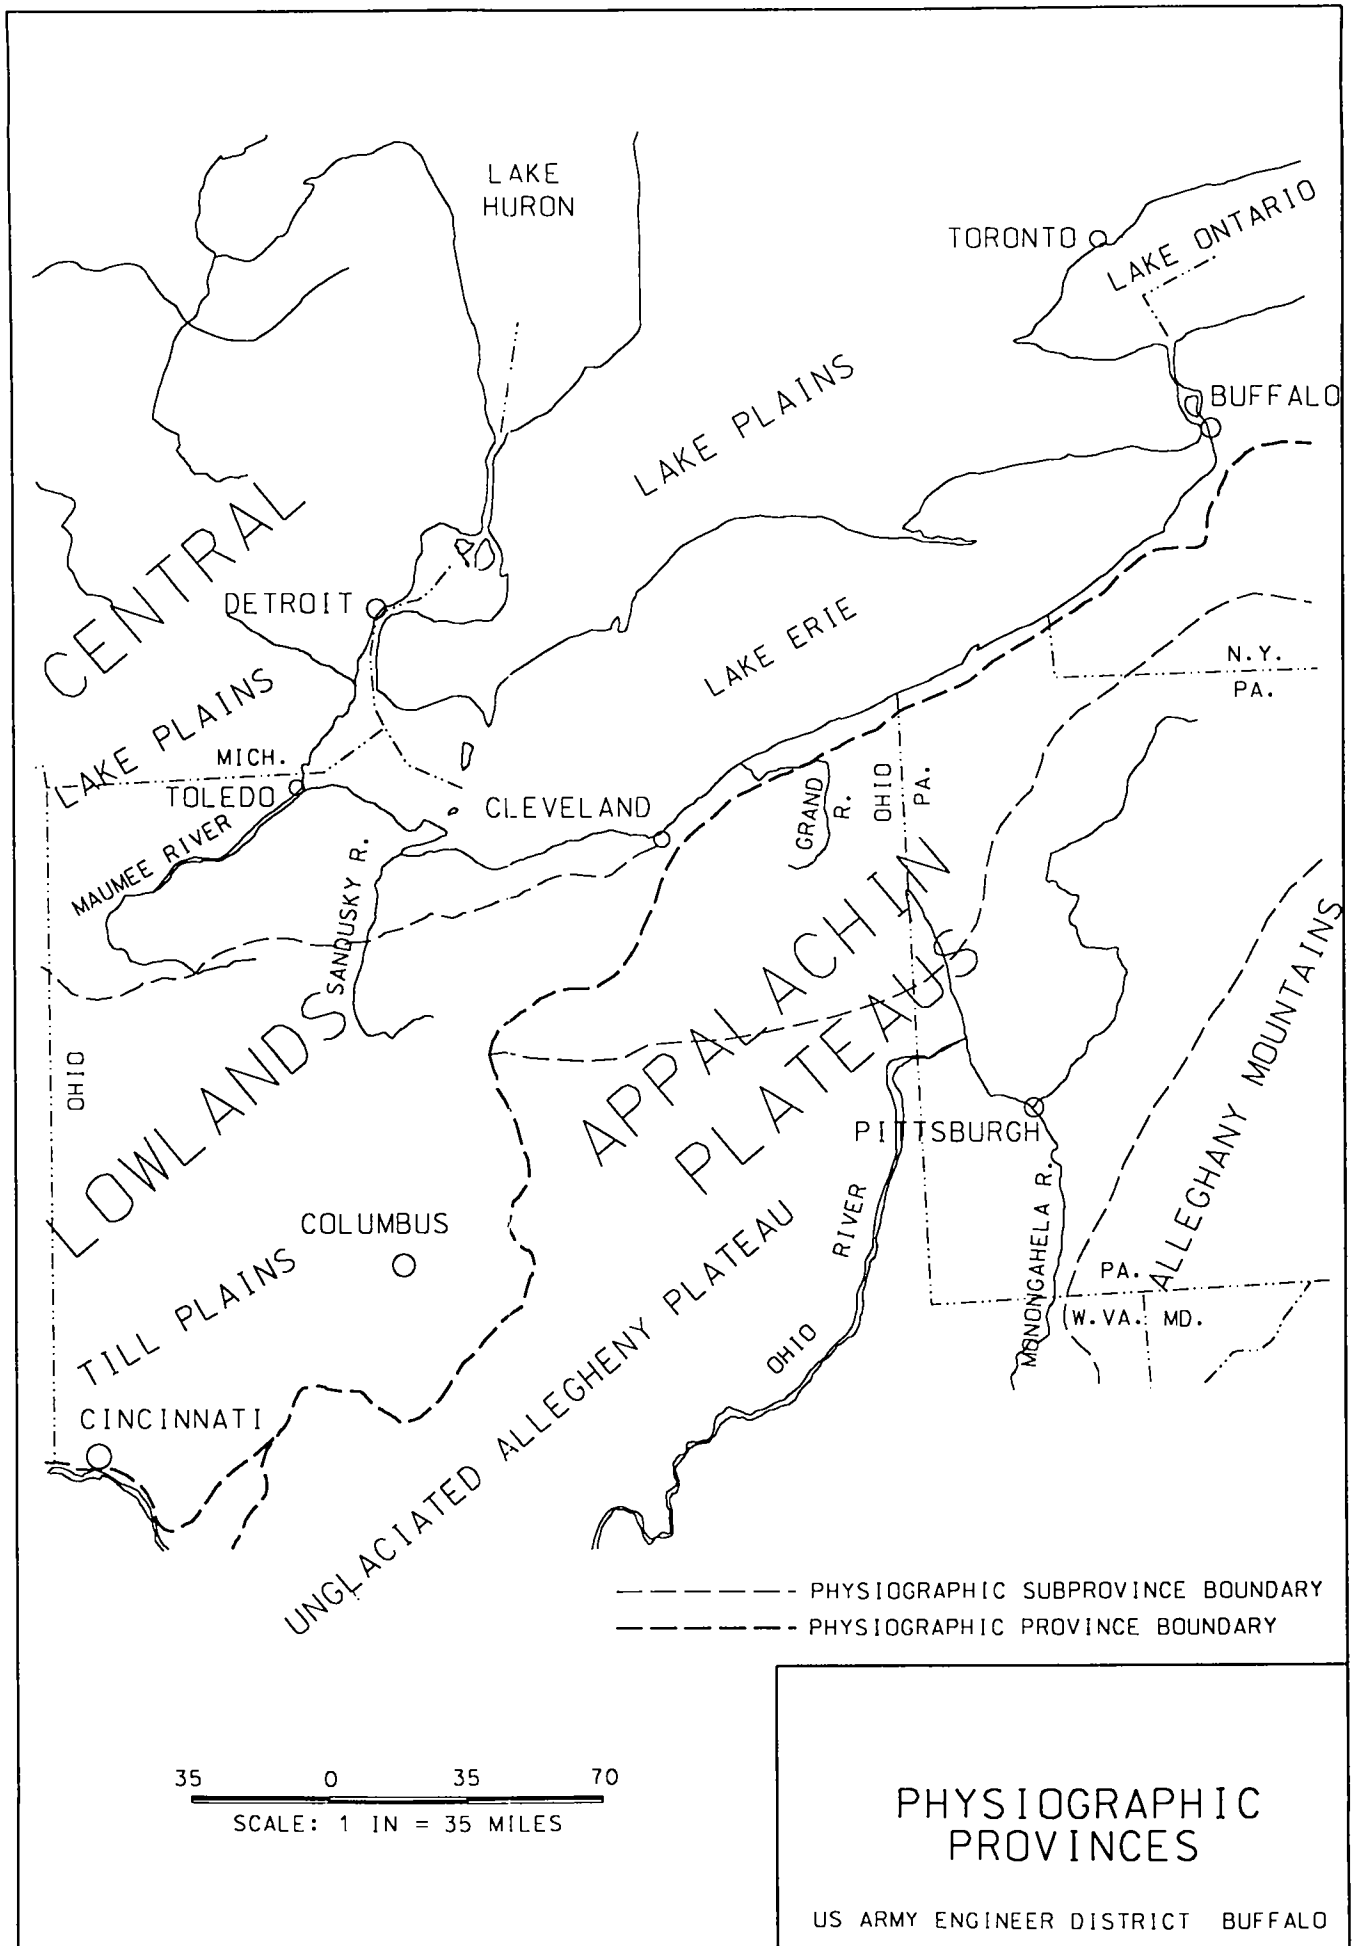 LAKE
HURON
TORONTO
LAKE ONTARIO
BUFFALO
LAKE PLAINS
CENTRAL
DETROIT
LAKE ERIE
N.Y.
PA.
LAKE PLAINS
MICH.
TOLEDO
CLEVELAND
MAUMEE RIVER
SANDUSKY R.
GRAND
R.
OHIO
PA.
APPALACHIN
PLATEAUS
LOWLANDS
OHIO
PITTSBURGH
ALLEGHANY MOUNTAINS
MONONGAHELA R.
COLUMBUS
TILL PLAINS
CINCINNATI
UNGLACIATED ALLEGHENY PLATEAU
OHIO
RIVER
PA.
W.VA.
MD.
PHYSIOGRAPHIC SUBPROVINCE BOUNDARY
PHYSIOGRAPHIC PROVINCE BOUNDARY
35 0 35 70
SCALE: 1 IN = 35 MILES
PHYSIOGRAPHIC
PROVINCES
US ARMY ENGINEER DISTRICT BUFFALO